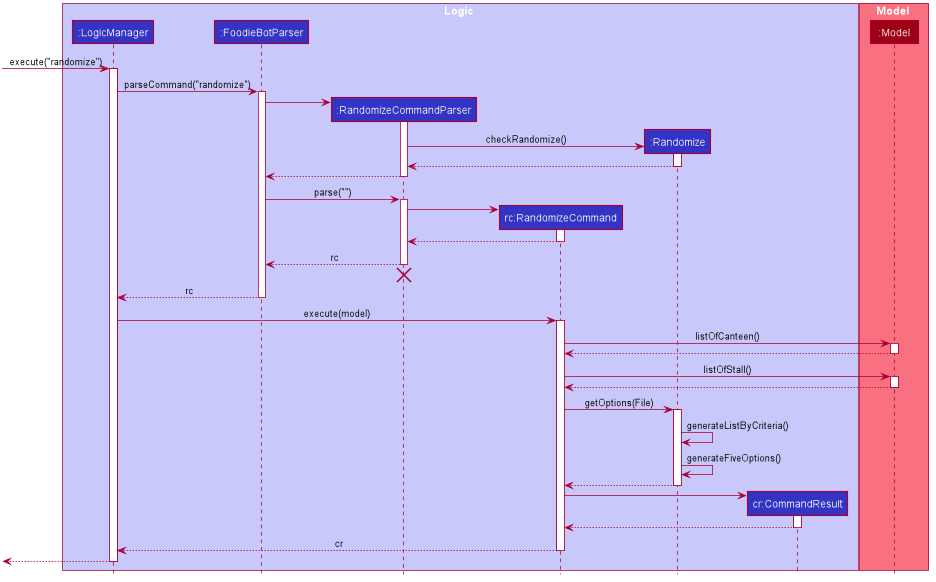 Logic
Model
:LogicManager
:FoodieBotParser
:Model
execute("randomize")
parseCommand("randomize")
:RandomizeCommandParser
checkRandomize()
:Randomize
parse("")
rc:RandomizeCommand
rc
rc
execute(model)
listOfCanteen()
listOfStall()
getOptions(File)
generateListByCriteria()
generateFiveOptions()
cr:CommandResult
cr